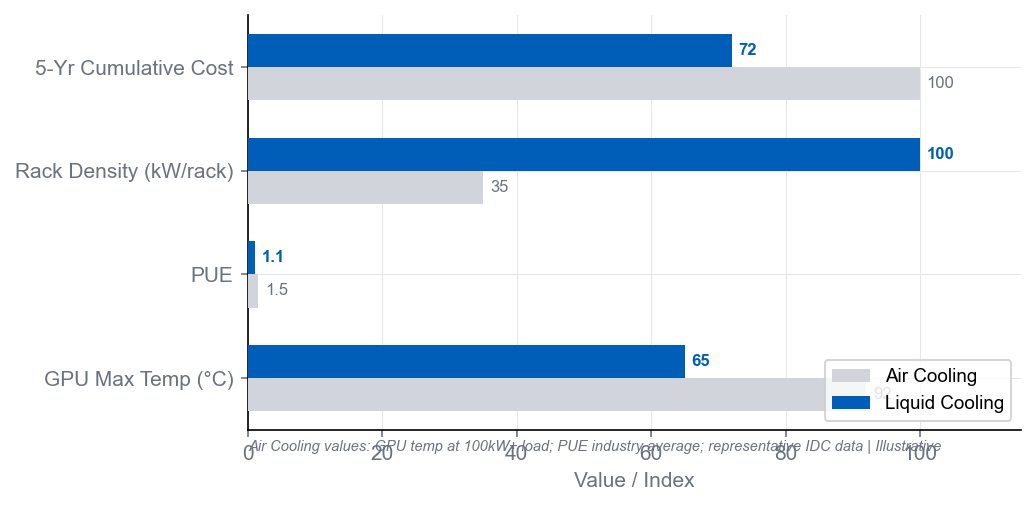 5-Yr Cumulative Cost
72
100
Rack Density (kW/rack)
100
35
PUE
1.1
1.5
GPU Max Temp (°C)
65
Air Cooling
Liquid Cooling
Air Cooling values: GPU temp at 100kW+ load; PUE industry average; representative IDC data | Illustrative
0 20 40 60 80 100
Value / Index